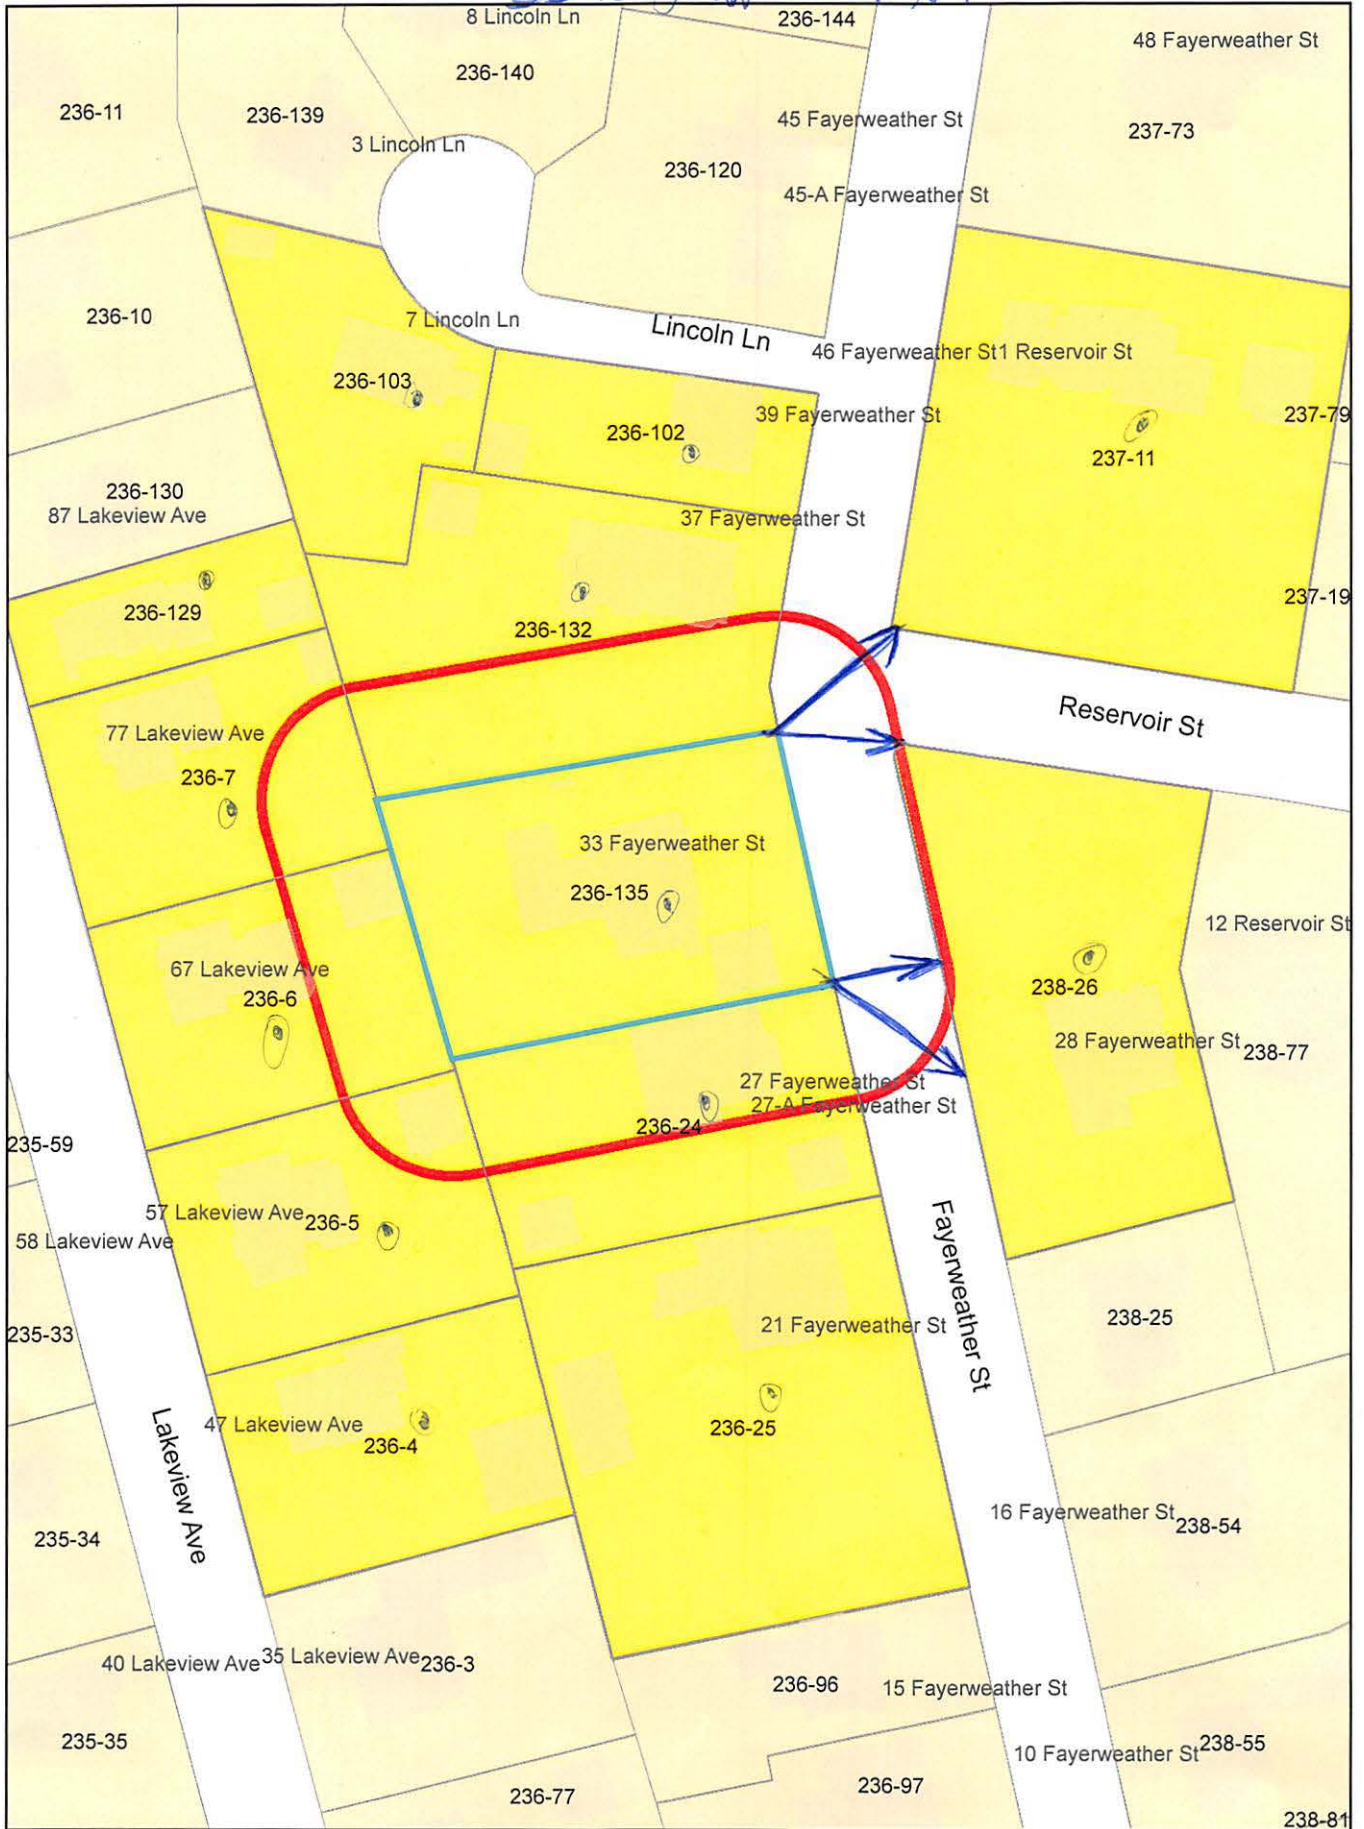 8 Lincoln Ln
236-144
48 Fayerweather St
236-140
236-11
236-139
45 Fayerweather St
237-73
3 Lincoln Ln
236-120
45-A Fayerweather St
236-10
7 Lincoln Ln
Lincoln Ln
46 Fayerweather St
1 Reservoir St
236-103
39 Fayerweather St
237-79
236-102
237-11
236-130
87 Lakeview Ave
37 Fayerweather St
237-19
236-129
236-132
Reservoir St
77 Lakeview Ave
236-7
33 Fayerweather St
236-135
12 Reservoir St
67 Lakeview Ave
236-6
238-26
28 Fayerweather St
238-77
27 Fayerweather St
27-A Fayerweather St
236-24
235-59
57 Lakeview Ave
236-5
58 Lakeview Ave
Fayerweather St
235-33
21 Fayerweather St
238-25
47 Lakeview Ave
236-4
236-25
Lakeview Ave
235-34
16 Fayerweather St
238-54
40 Lakeview Ave
35 Lakeview Ave
236-3
236-96
15 Fayerweather St
235-35
10 Fayerweather St
238-55
236-77
236-97
238-81